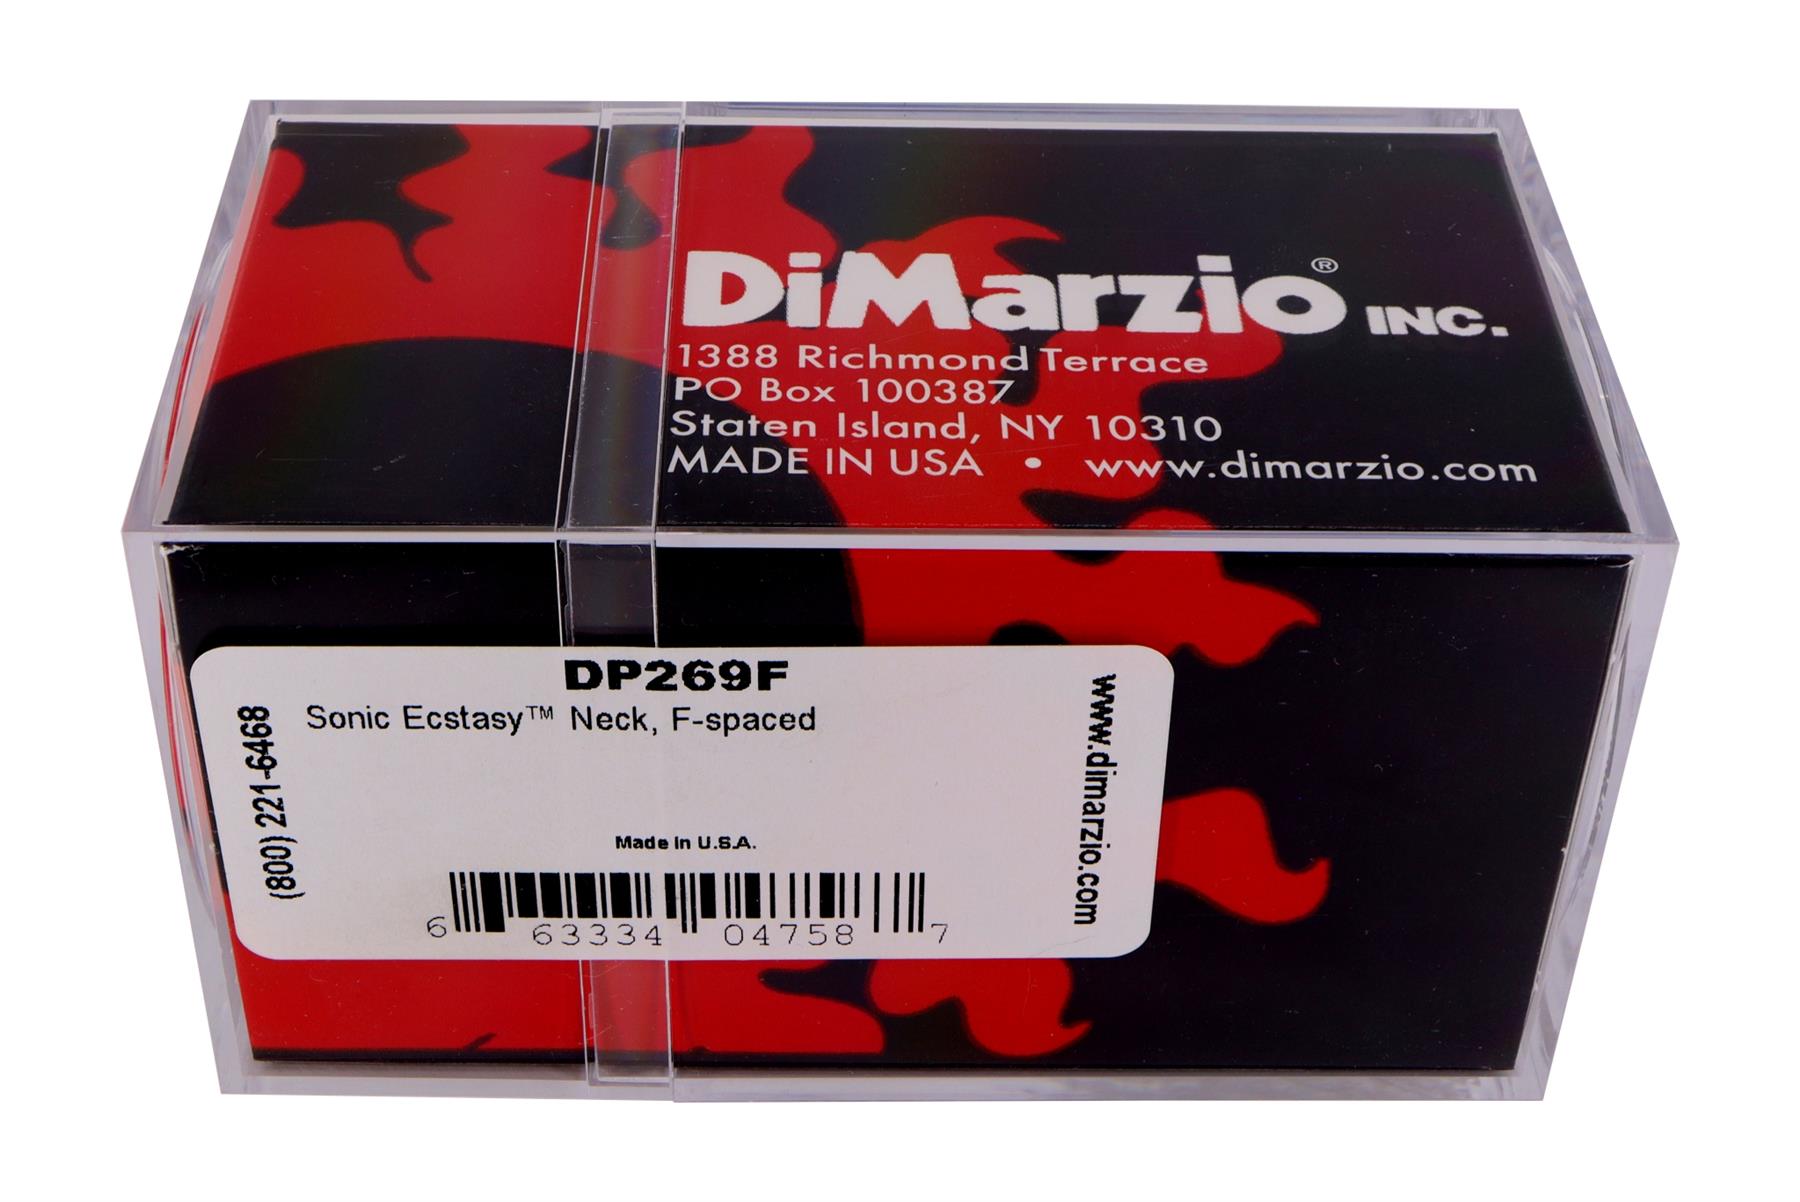 DiMarzio® INC.
1388 Richmond Terrace
PO Box 100387
Staten Island, NY 10310
MADE IN USA • www.dimarzio.com
DP269F
Sonic Ecstasy™ Neck, F-spaced
(800) 221-6468
www.dimarzio.com
Made in U.S.A.
6 63334 04758 7